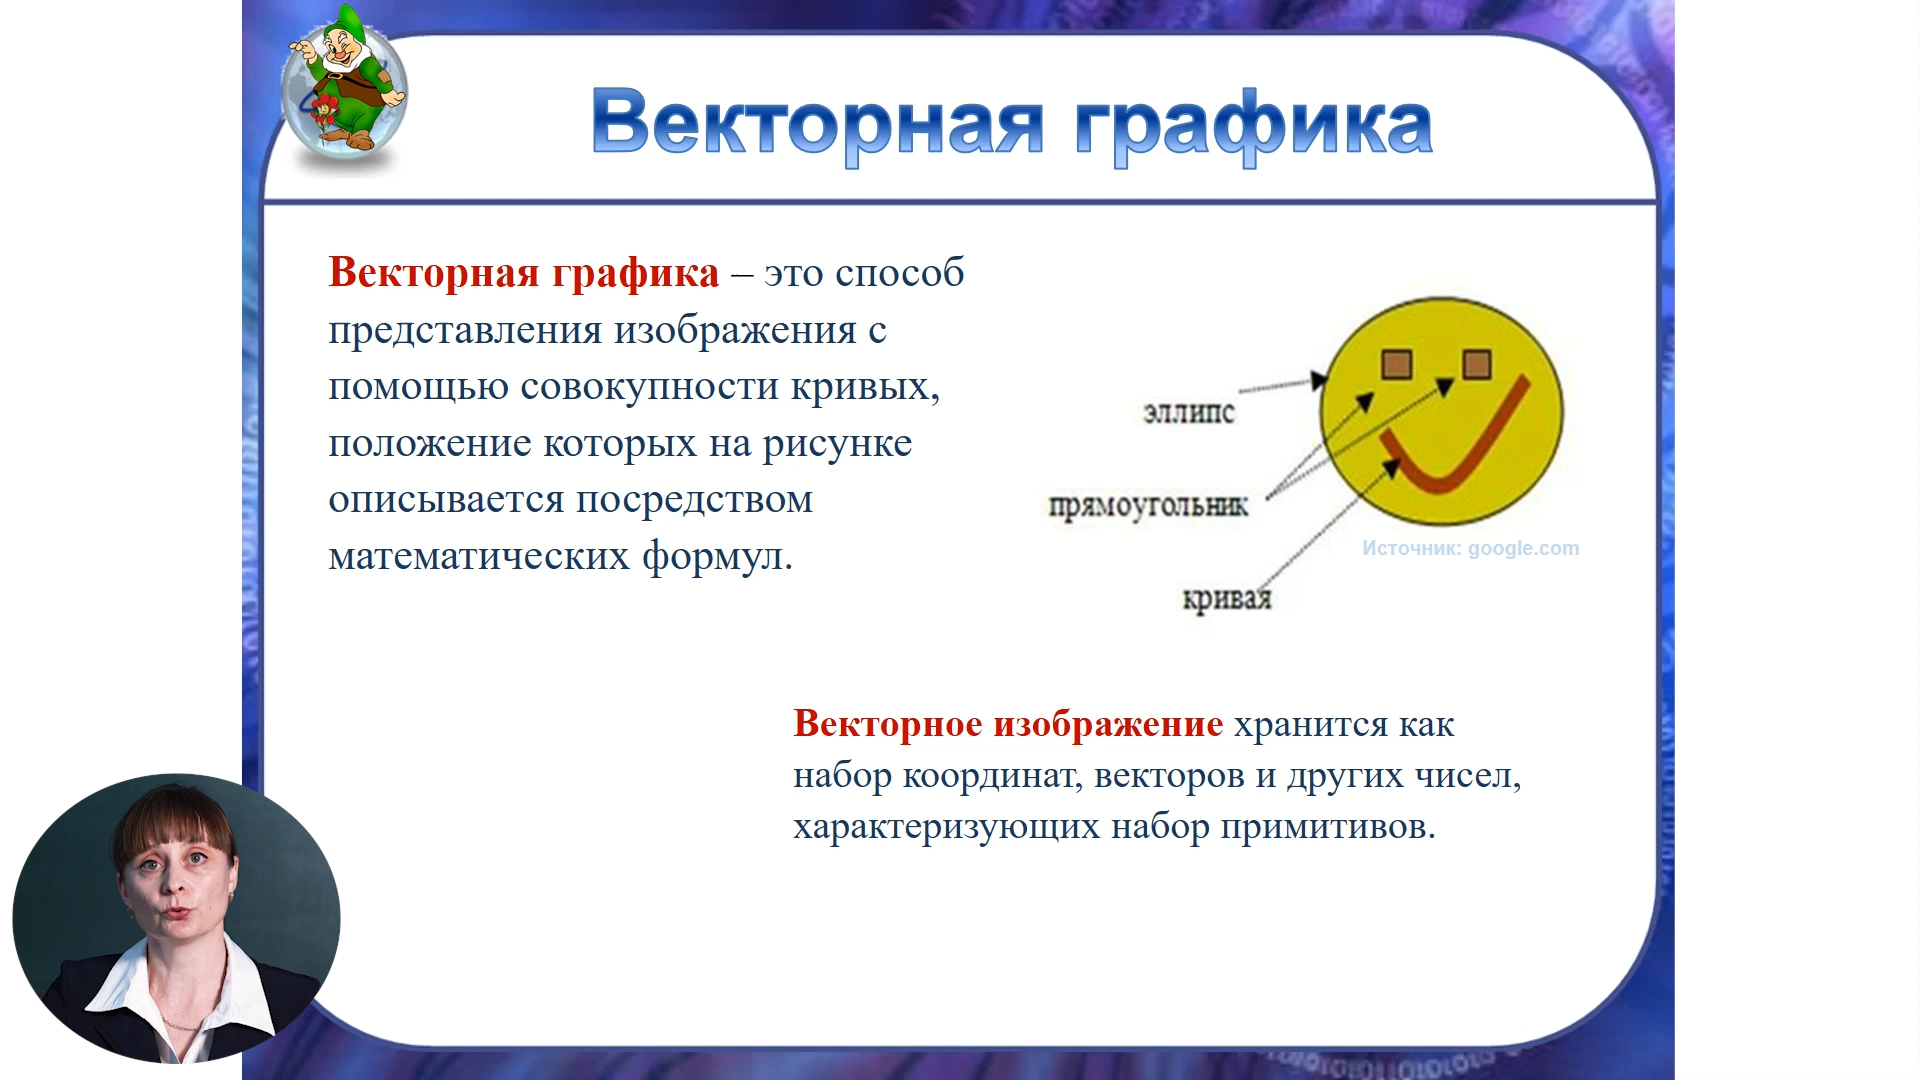 Векторная графика
Векторная графика – это способ
представления изображения с
помощью совокупности кривых,
положение которых на рисунке
описывается посредством
математических формул.
эллипс
прямоугольник
кривая
Источник: google.com
Векторное изображение хранится как
набор координат, векторов и других чисел,
характеризующих набор примитивов.